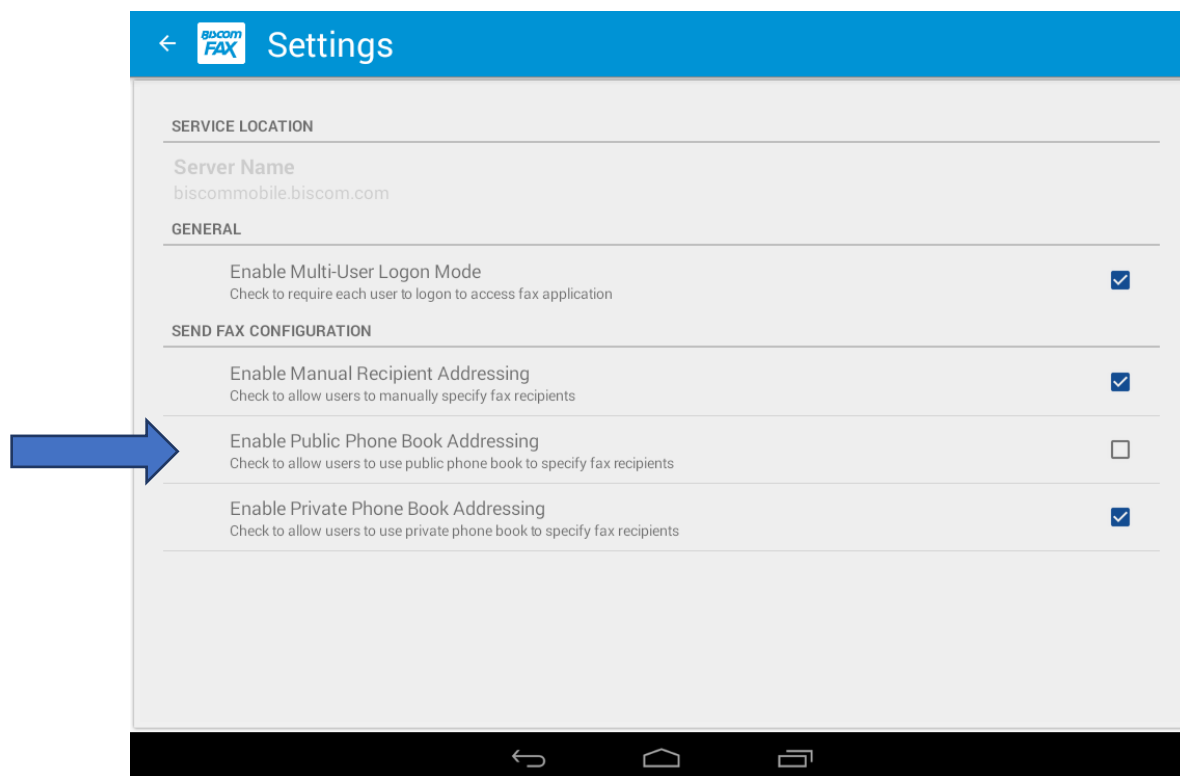 BISCOM
FAX
Settings
SERVICE LOCATION
Server Name
biscommobile.biscom.com
GENERAL
Enable Multi-User Logon Mode
Check to require each user to logon to access fax application
SEND FAX CONFIGURATION
Enable Manual Recipient Addressing
Check to allow users to manually specify fax recipients
Enable Public Phone Book Addressing
Check to allow users to use public phone book to specify fax recipients
Enable Private Phone Book Addressing
Check to allow users to use private phone book to specify fax recipients